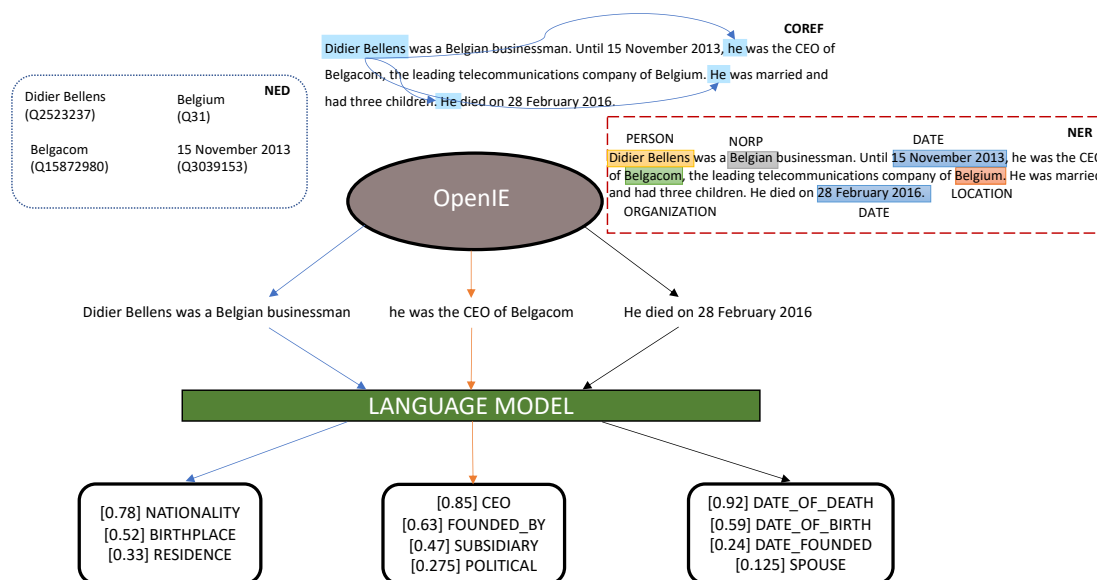 COREF
Didier Bellens was a Belgian businessman. Until 15 November 2013, he was the CEO of
Belgacom, the leading telecommunications company of Belgium. He was married and
had three children. He died on 28 February 2016.
NED
Didier Bellens
(Q2523237)
Belgium
(Q31)
Belgacom
(Q15872980)
15 November 2013
(Q3039153)
NER
PERSON
NORP
DATE
Didier Bellens was a Belgian businessman. Until 15 November 2013, he was the CEO
of Belgacom, the leading telecommunications company of Belgium. He was married
and had three children. He died on 28 February 2016.
LOCATION
ORGANIZATION
DATE
OpenIE
Didier Bellens was a Belgian businessman
he was the CEO of Belgacom
He died on 28 February 2016
LANGUAGE MODEL
[0.78] NATIONALITY
[0.52] BIRTHPLACE
[0.33] RESIDENCE
[0.85] CEO
[0.63] FOUNDED_BY
[0.47] SUBSIDIARY
[0.275] POLITICAL
[0.92] DATE_OF_DEATH
[0.59] DATE_OF_BIRTH
[0.24] DATE_FOUNDED
[0.125] SPOUSE